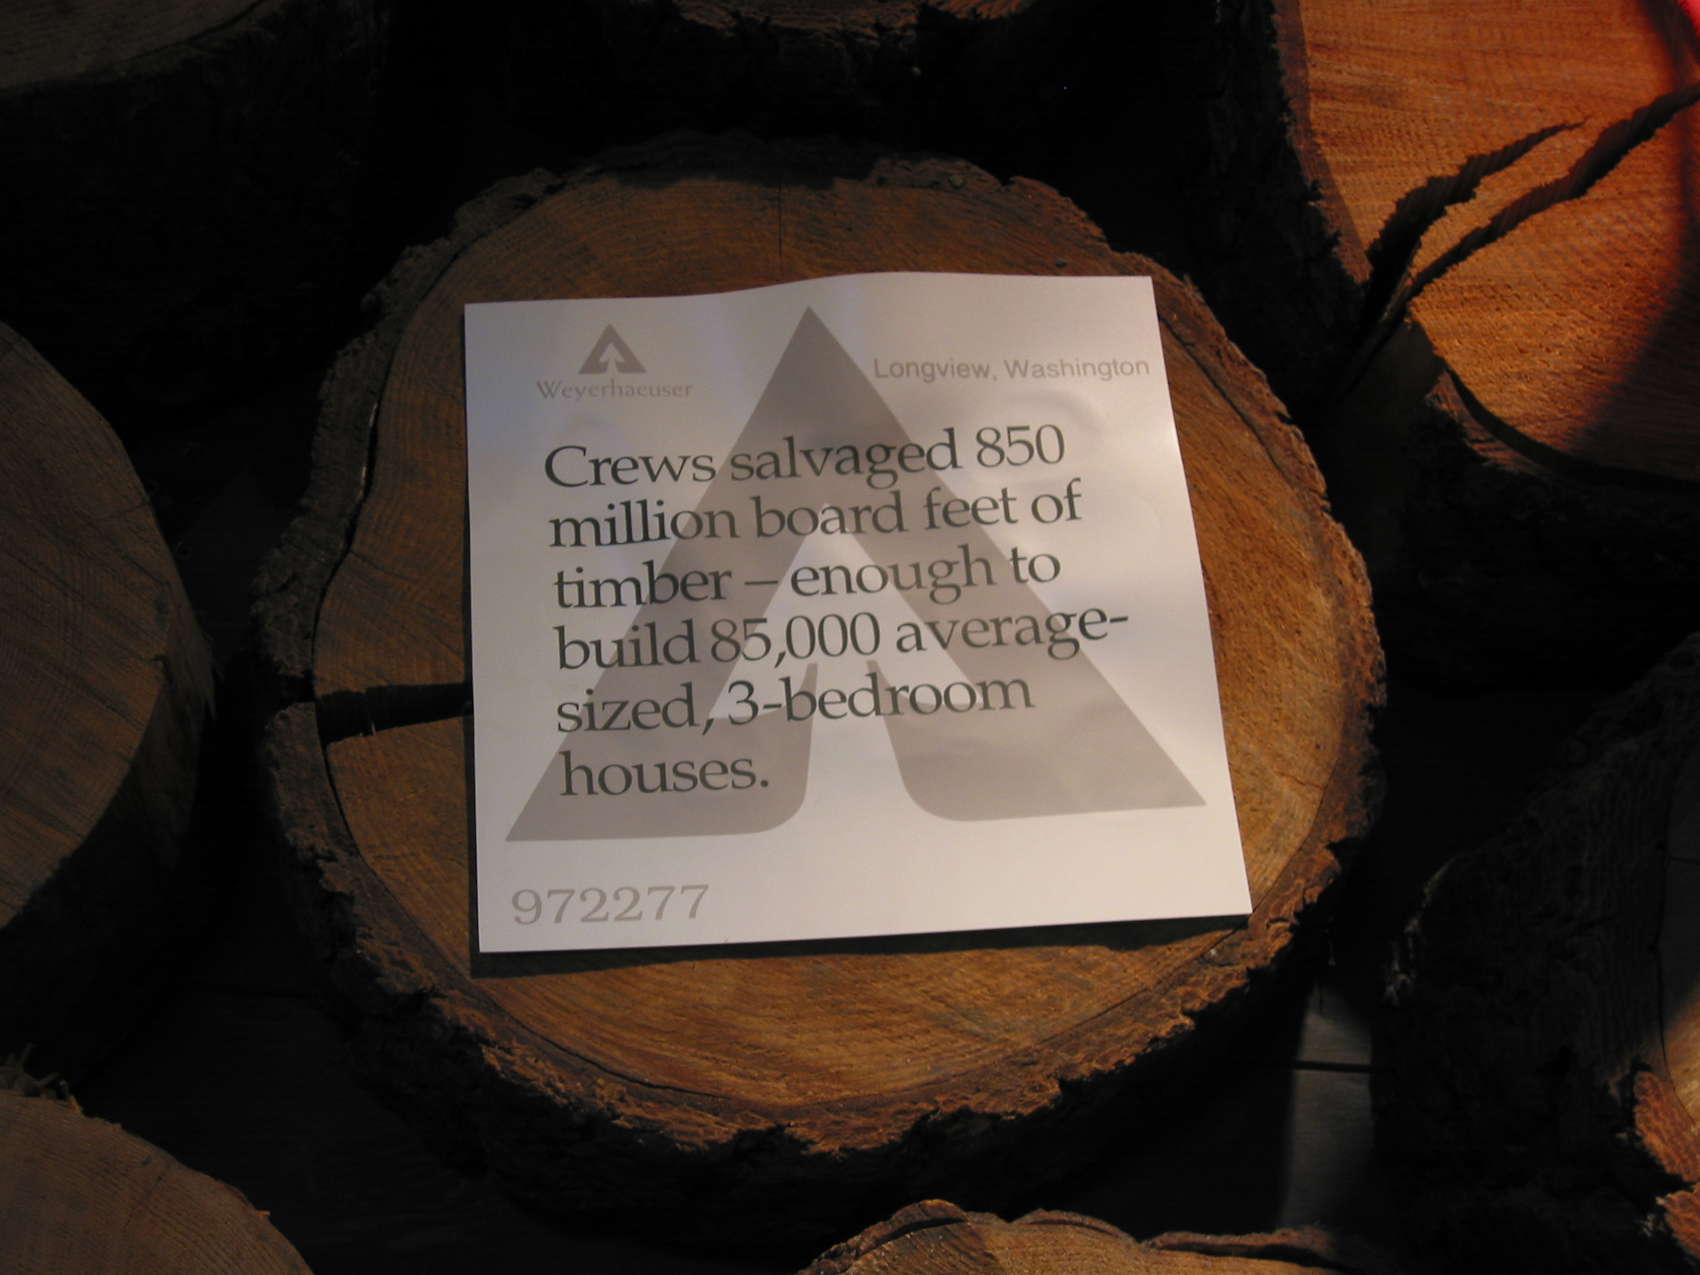 Weyerhaeuser
Longview, Washington
Crews salvaged 850
million board feet of
timber – enough to
build 85,000 average-
sized, 3-bedroom
houses.
972277